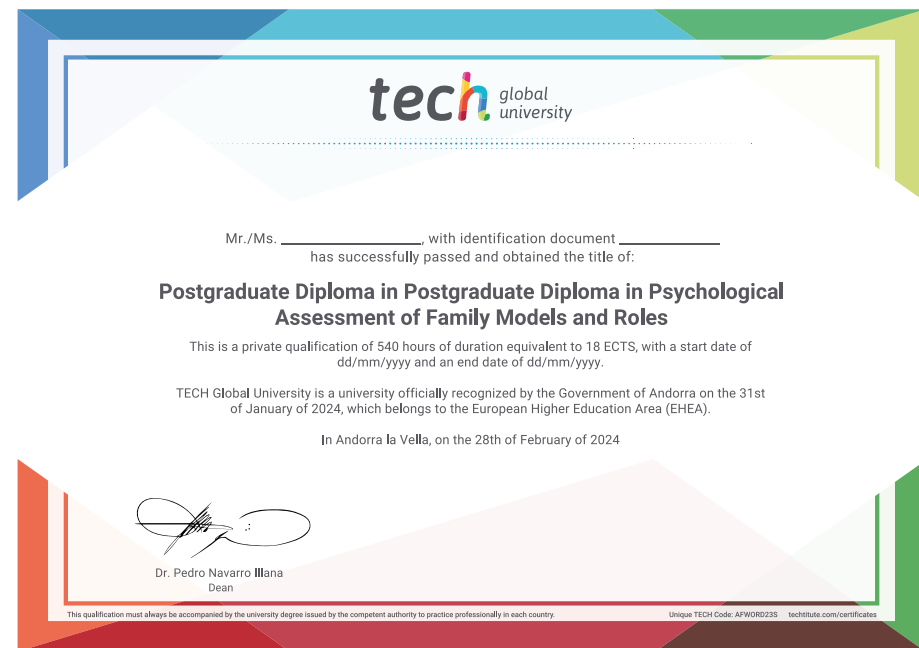 tech global university
Mr./Ms. ____________________, with identification document ______________
has successfully passed and obtained the title of:
Postgraduate Diploma in Postgraduate Diploma in Psychological
Assessment of Family Models and Roles
This is a private qualification of 540 hours of duration equivalent to 18 ECTS, with a start date of
dd/mm/yyyy and an end date of dd/mm/yyyy.
TECH Global University is a university officially recognized by the Government of Andorra on the 31st
of January of 2024, which belongs to the European Higher Education Area (EHEA).
In Andorra la Vella, on the 28th of February of 2024
Dr. Pedro Navarro Illana
Dean
This qualification must always be accompanied by the university degree issued by the competent authority to practice professionally in each country. Unique TECH Code: AFWORD23S techtitute.com/certificates